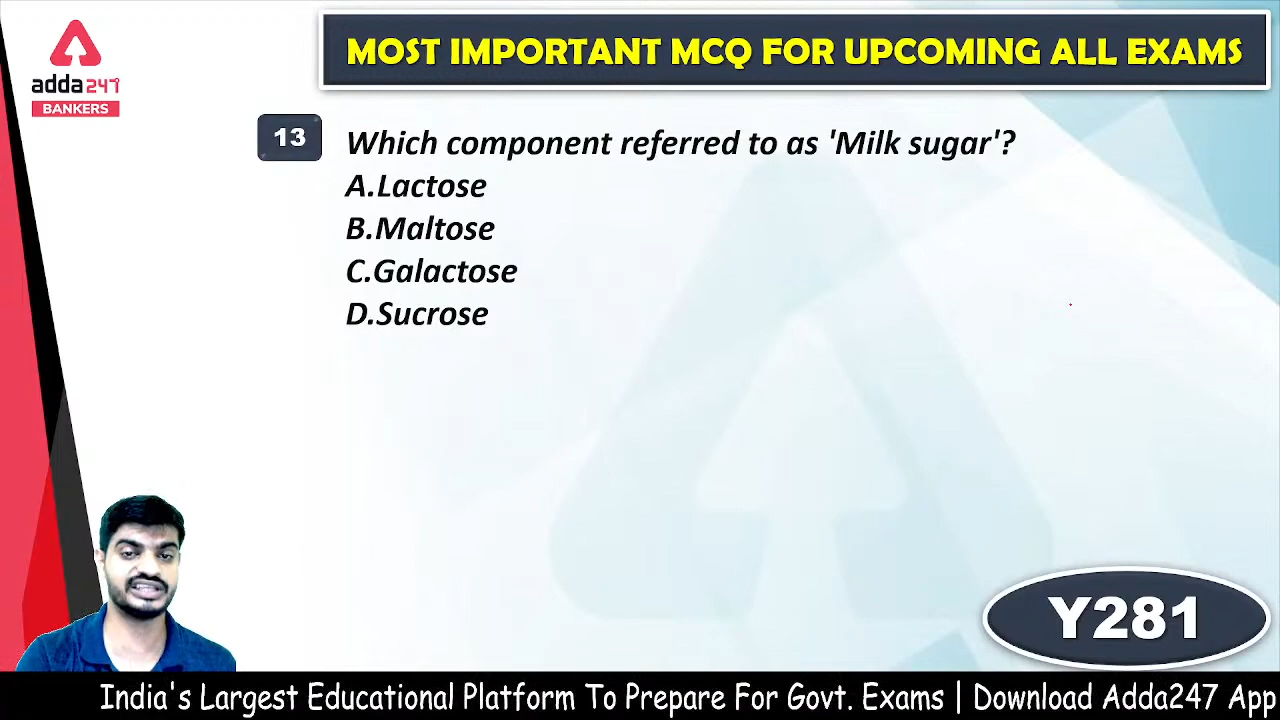 MOST IMPORTANT MCQ FOR UPCOMING ALL EXAMS
adda247
BANKERS
13
Which component referred to as 'Milk sugar'?
A.Lactose
B.Maltose
C.Galactose
D.Sucrose
Y281
India's Largest Educational Platform To Prepare For Govt. Exams | Download Adda247 App